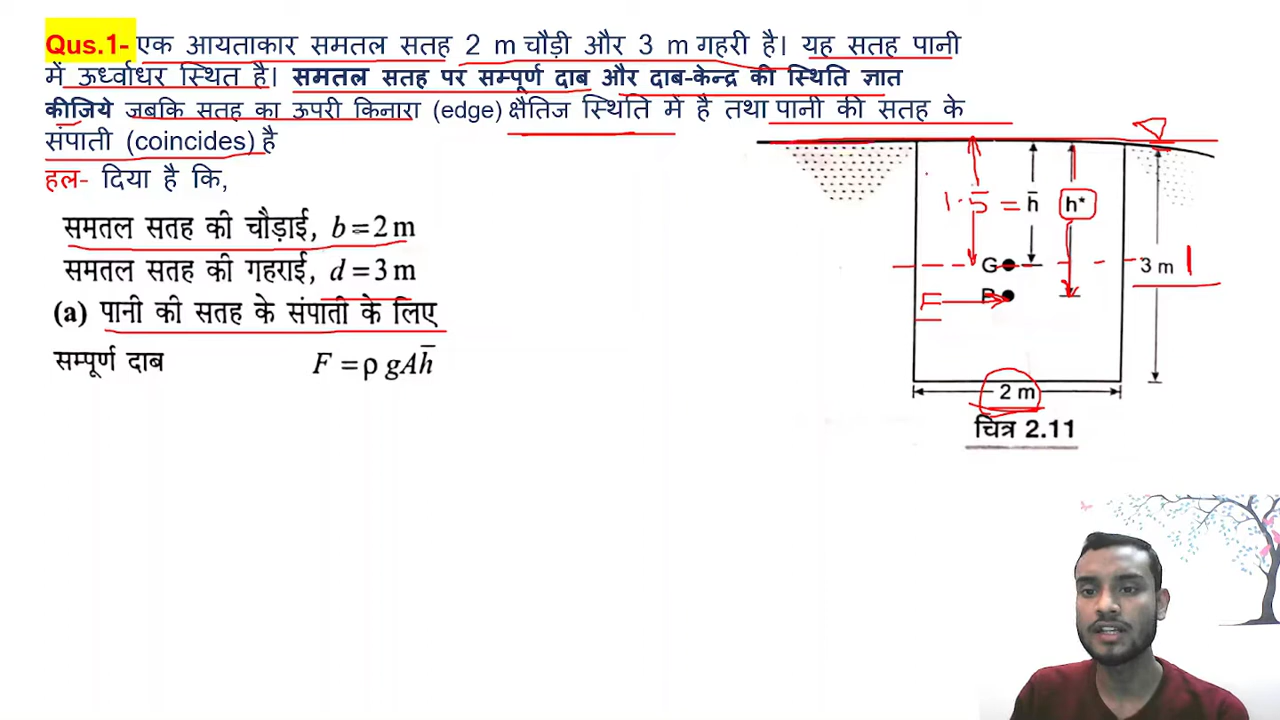 Qus.1- एक आयताकार समतल सतह 2 m चौड़ी और 3 m गहरी है। यह सतह पानी
में ऊर्ध्वाधर स्थित है। समतल सतह पर सम्पूर्ण दाब और दाब-केन्द्र की स्थिति ज्ञात
कीजिये जबकि सतह का ऊपरी किनारा (edge) क्षैतिज स्थिति में है तथा पानी की सतह के
संपाती (coincides) है
हल- दिया है कि,
समतल सतह की चौड़ाई, b = 2 m
समतल सतह की गहराई, d = 3 m
(a) पानी की सतह के संपाती के लिए
सम्पूर्ण दाब F = ρ gAh̄
1.5 = h̄
h*
G
3 m
F
P
2 m
चित्र 2.11